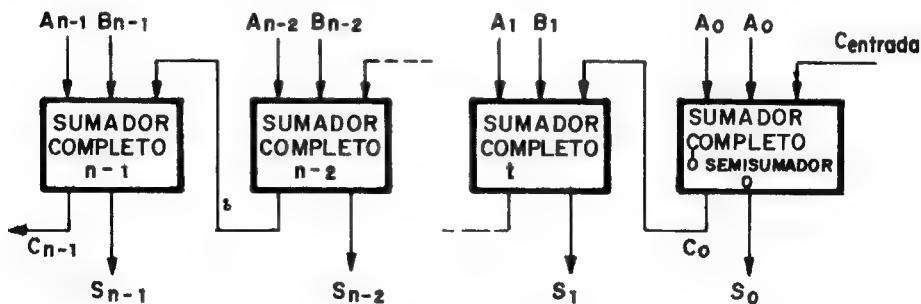 An-1 Bn-1
An-2 Bn-2
A1 B1
Ao Ao
Centrada
SUMADOR
COMPLETO
n-1
SUMADOR
COMPLETO
n-2
SUMADOR
COMPLETO
t
SUMADOR
COMPLETO
O SEMISUMADOR
O
Cn-1
Co
Sn-1
Sn-2
S1
So